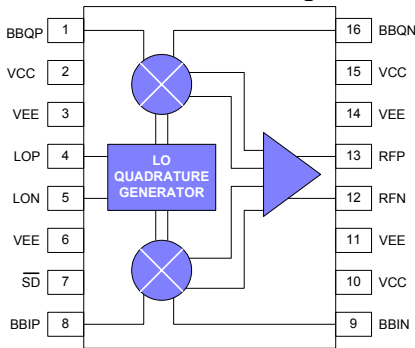 BBQP 1 16 BBQN
VCC 2 15 VCC
VEE 3 14 VEE
LOP 4 13 RFP
LO
QUADRATURE
GENERATOR
LON 5 12 RFN
VEE 6 11 VEE
S̅D̅ 7 10 VCC
BBIP 8 9 BBIN